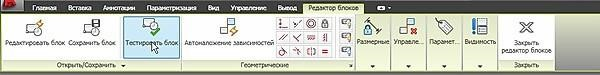 Главная Вставка Аннотации Параметризация Вид Управление Вывод Редактор блоков
Редактировать блок Сохранить блок Тестировать блок Автоналожение зависимостей Размерные Управле... Парамет... Видимость Закрыть редактор блоков
Открыть/Сохранить Геометрические Закрыть